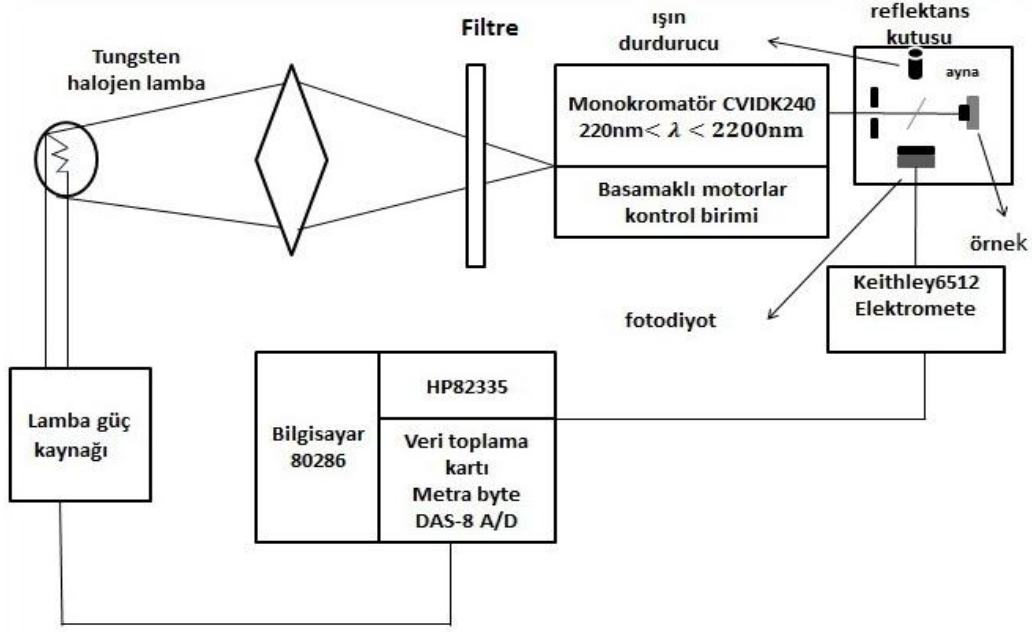 Tungsten
halojen lamba
Filtre
ışın
durdurucu
reflektans
kutusu
ayna
Monokromatör CVIDK240
220nm< λ < 2200nm
Basamaklı motorlar
kontrol birimi
örnek
fotodiyot
Keithley6512
Elektromete
Lamba güç
kaynağı
Bilgisayar
80286
HP82335
Veri toplama
kartı
Metra byte
DAS-8 A/D